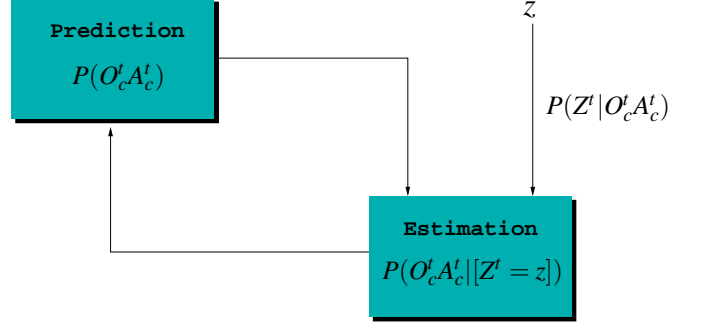 Prediction
P(O_c^t A_c^t)
z
P(Z^t|O_c^t A_c^t)
Estimation
P(O_c^t A_c^t|[Z^t = z])